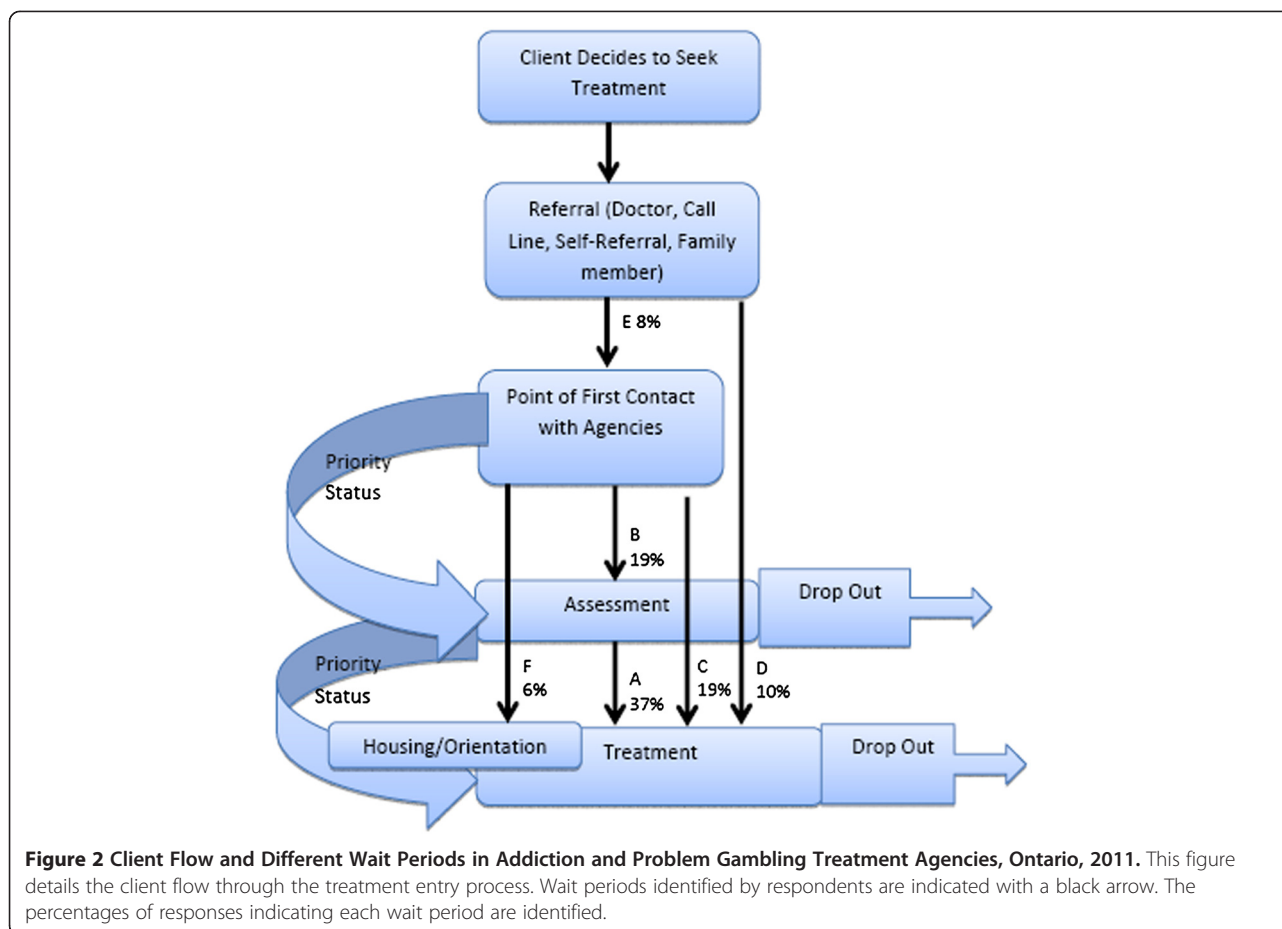 Client Decides to Seek
Treatment
Referral (Doctor, Call
Line, Self-Referral, Family
member)
E 8%
Point of First Contact
with Agencies
Priority
Status
B
19%
Assessment
Drop Out
Priority
Status
F
6%
A
37%
C
19%
D
10%
Housing/Orientation
Treatment
Drop Out
Figure 2 Client Flow and Different Wait Periods in Addiction and Problem Gambling Treatment Agencies, Ontario, 2011. This figure
details the client flow through the treatment entry process. Wait periods identified by respondents are indicated with a black arrow. The
percentages of responses indicating each wait period are identified.